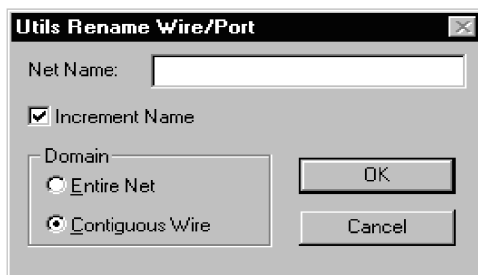 Utils Rename Wire/Port
Net Name:
Increment Name
Domain
Entire Net
OK
Contiguous Wire
Cancel